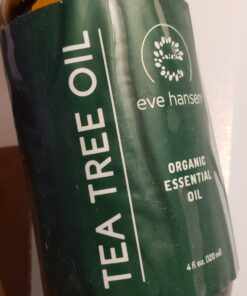 TEA TREE OIL
eve hansen
ORGANIC
ESSENTIAL
OIL
4 fl oz. (120 ml)